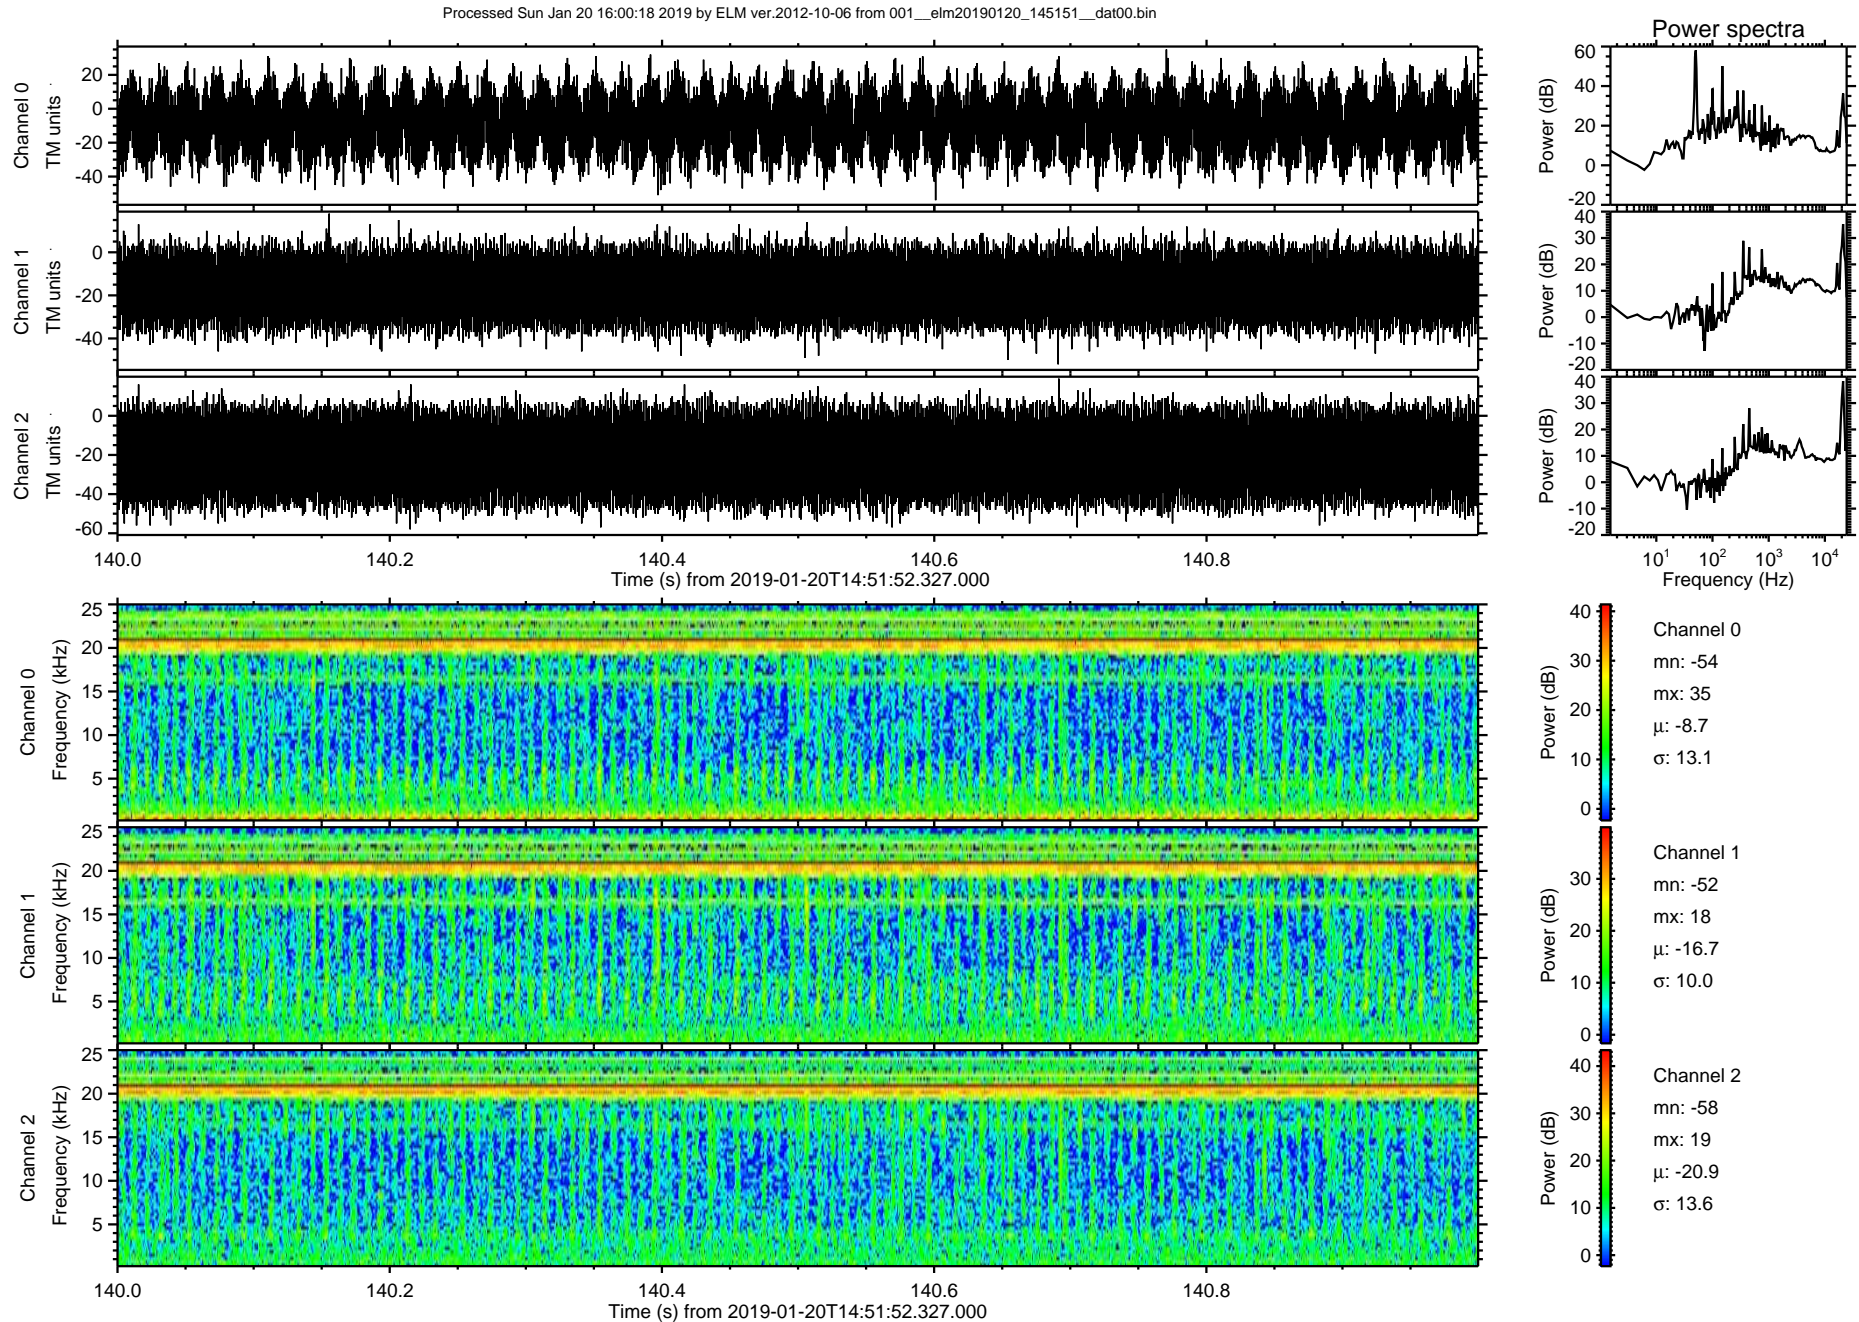 Processed Sun Jan 20 16:00:18 2019 by ELM ver.2012-10-06 from 001__elm20190120_145151__dat00.bin
Power spectra
Channel 0
TM units
20
0
-20
-40
Power (dB)
60
40
20
0
-20
Channel 1
TM units
0
-20
-40
Power (dB)
40
30
20
10
0
-10
-20
Channel 2
TM units
0
-20
-40
-60
Power (dB)
40
30
20
10
0
-10
-20
140.0 140.2 140.4 140.6 140.8
Time (s) from 2019-01-20T14:51:52.327.000
10¹ 10² 10³ 10⁴
Frequency (Hz)
Channel 0
Frequency (kHz)
25
20
15
10
5
Power (dB)
40
30
20
10
0
Channel 0
mn: -54
mx: 35
μ: -8.7
σ: 13.1
Channel 1
Frequency (kHz)
25
20
15
10
5
Power (dB)
30
20
10
0
Channel 1
mn: -52
mx: 18
μ: -16.7
σ: 10.0
Channel 2
Frequency (kHz)
25
20
15
10
5
Power (dB)
40
30
20
10
0
Channel 2
mn: -58
mx: 19
μ: -20.9
σ: 13.6
140.0 140.2 140.4 140.6 140.8
Time (s) from 2019-01-20T14:51:52.327.000